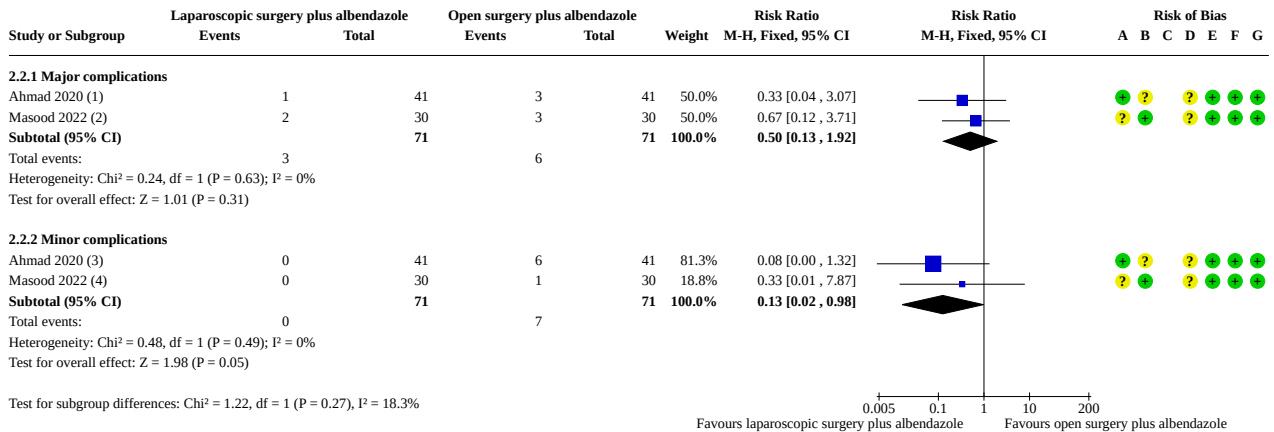 Laparoscopic surgery plus albendazole Open surgery plus albendazole Risk Ratio Risk Ratio Risk of Bias
Study or Subgroup Events Total Events Total Weight M-H, Fixed, 95% CI M-H, Fixed, 95% CI A B C D E F G
2.2.1 Major complications
Ahmad 2020 (1) 1 41 3 41 50.0% 0.33 [0.04 , 3.07] + ? ? + + +
Masood 2022 (2) 2 30 3 30 50.0% 0.67 [0.12 , 3.71] ? + ? + + +
Subtotal (95% CI) 71 71 100.0% 0.50 [0.13 , 1.92]
Total events: 3 6
Heterogeneity: Chi² = 0.24, df = 1 (P = 0.63); I² = 0%
Test for overall effect: Z = 1.01 (P = 0.31)
2.2.2 Minor complications
Ahmad 2020 (3) 0 41 6 41 81.3% 0.08 [0.00 , 1.32] + ? ? + + +
Masood 2022 (4) 0 30 1 30 18.8% 0.33 [0.01 , 7.87] ? + ? + + +
Subtotal (95% CI) 71 71 100.0% 0.13 [0.02 , 0.98]
Total events: 0 7
Heterogeneity: Chi² = 0.48, df = 1 (P = 0.49); I² = 0%
Test for overall effect: Z = 1.98 (P = 0.05)
Test for subgroup differences: Chi² = 1.22, df = 1 (P = 0.27), I² = 18.3%
0.005 0.1 1 10 200
Favours laparoscopic surgery plus albendazole Favours open surgery plus albendazole